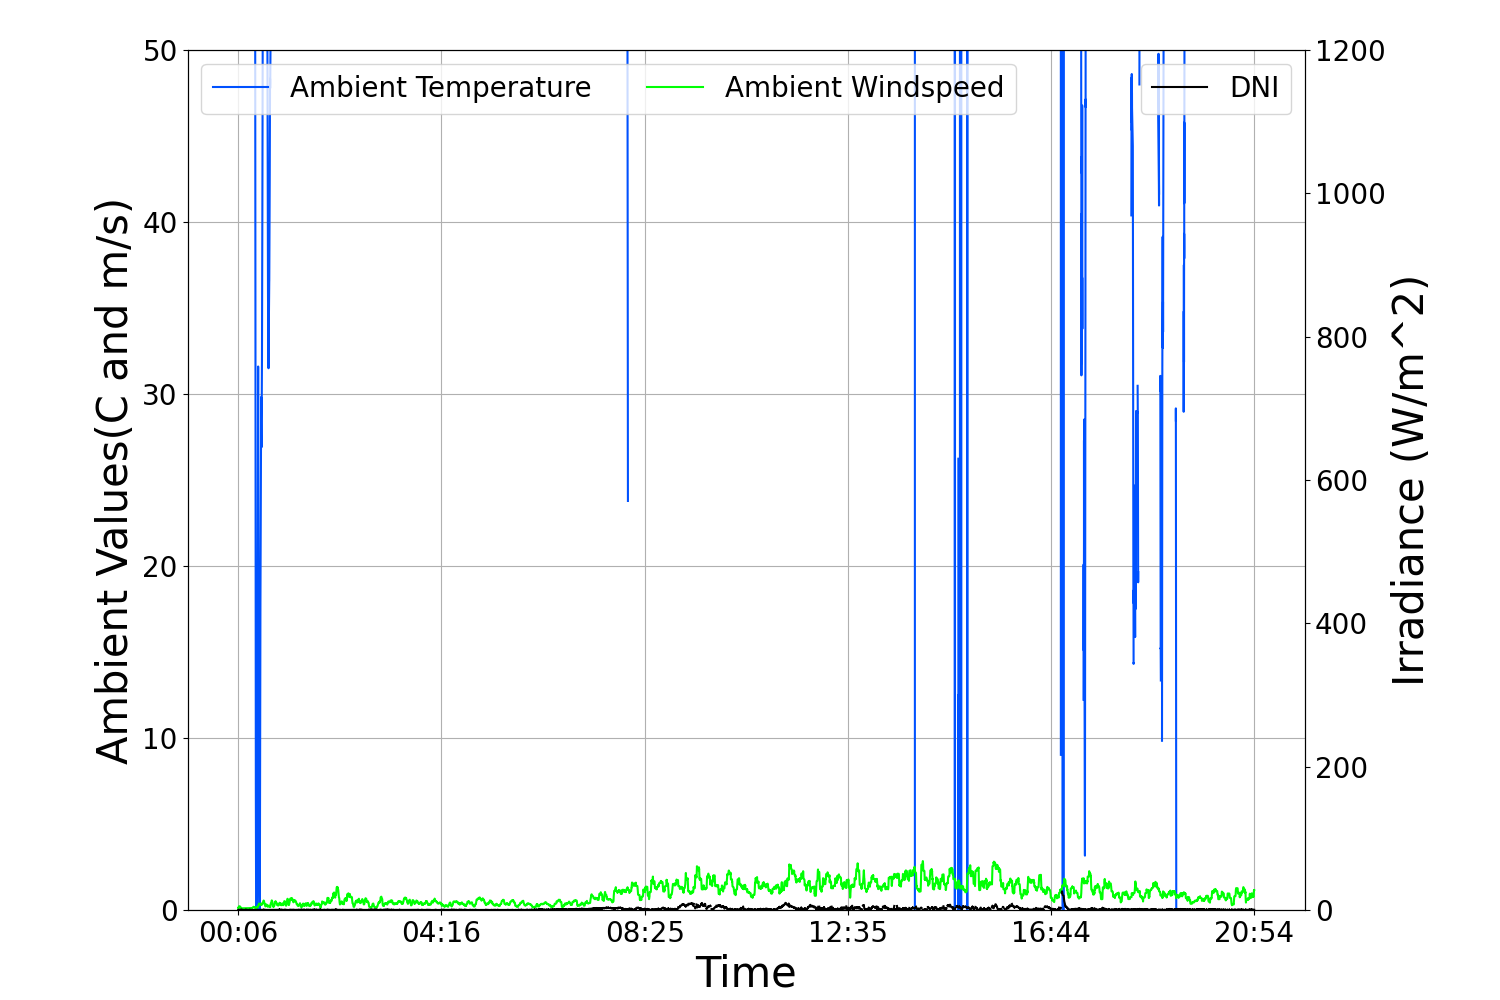 Ambient Temperature
Ambient Windspeed
DNI
Ambient Values(C and m/s)
50
40
30
20
10
0
1200
1000
800
600
400
200
0
Irradiance (W/m^2)
00:06 04:16 08:25 12:35 16:44 20:54
Time